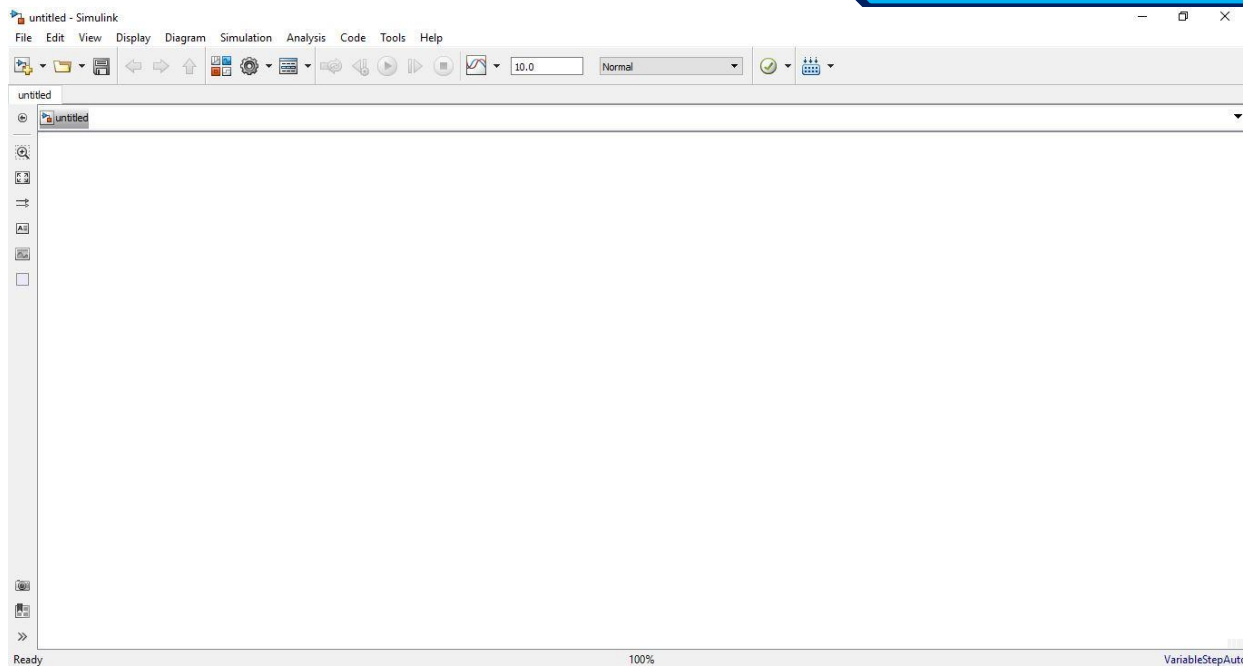 untitled - Simulink
File Edit View Display Diagram Simulation Analysis Code Tools Help
10.0 Normal
untitled
untitled
Ready 100% VariableStepAuto